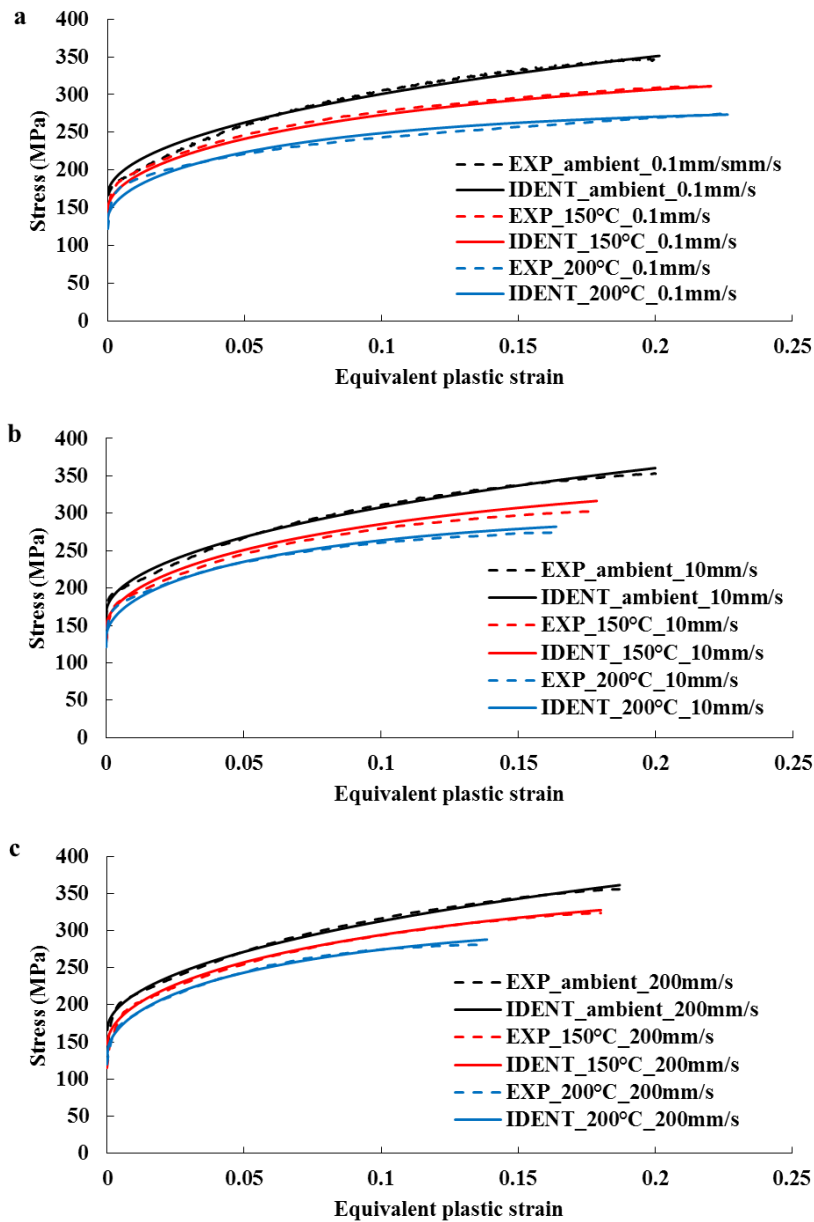 a
400
350
300
250
200
150
100
50
0
Stress (MPa)
EXP_ambient_0.1mm/smm/s
IDENT_ambient_0.1mm/s
EXP_150°C_0.1mm/s
IDENT_150°C_0.1mm/s
EXP_200°C_0.1mm/s
IDENT_200°C_0.1mm/s
0 0.05 0.1 0.15 0.2 0.25
Equivalent plastic strain
b
400
350
300
250
200
150
100
50
0
Stress (MPa)
EXP_ambient_10mm/s
IDENT_ambient_10mm/s
EXP_150°C_10mm/s
IDENT_150°C_10mm/s
EXP_200°C_10mm/s
IDENT_200°C_10mm/s
0 0.05 0.1 0.15 0.2 0.25
Equivalent plastic strain
c
400
350
300
250
200
150
100
50
0
Stress (MPa)
EXP_ambient_200mm/s
IDENT_ambient_200mm/s
EXP_150°C_200mm/s
IDENT_150°C_200mm/s
EXP_200°C_200mm/s
IDENT_200°C_200mm/s
0 0.05 0.1 0.15 0.2 0.25
Equivalent plastic strain